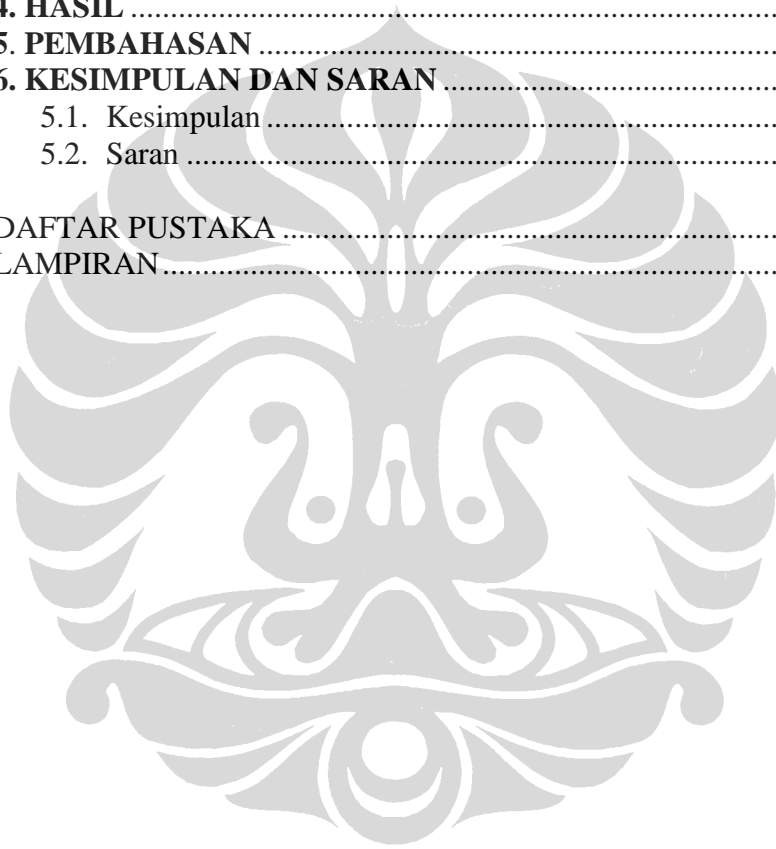 4. HASIL ................................................................................................
5. PEMBAHASAN ................................................................................
6. KESIMPULAN DAN SARAN ........................................................
5.1. Kesimpulan ................................................................................
5.2. Saran ..........................................................................................
DAFTAR PUSTAKA ............................................................................
LAMPIRAN ..........................................................................................